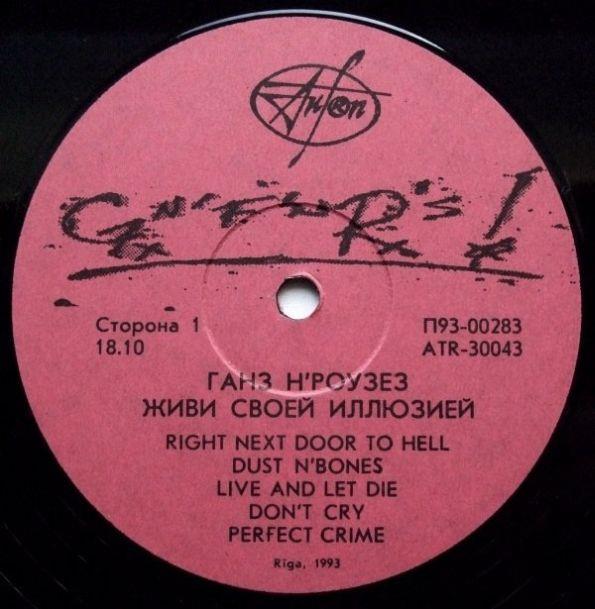 Антоп
Сторона 1
18.10
П93-00283
ATR-30043
ГАНЗ Н'РОУЗЕЗ
ЖИВИ СВОЕЙ ИЛЛЮЗИЕЙ
RIGHT NEXT DOOR TO HELL
DUST N'BONES
LIVE AND LET DIE
DON'T CRY
PERFECT CRIME
Riga, 1993